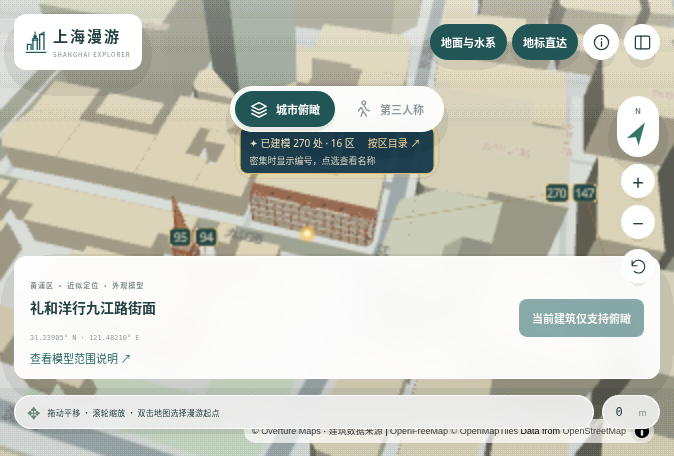 上海漫游
SHANGHAI EXPLORER
地面与水系
地标直达
城市俯瞰
第三人称
✦ 已建模 270 处 · 16 区 按区目录 ↗
密集时显示编号，点选查看名称
N
270
147
95
94
九江路
黄浦区 · 近似定位 · 外观模型
礼和洋行九江路街面
31.23905° N · 121.48210° E
查看模型范围说明 ↗
当前建筑仅支持俯瞰
拖动平移 · 滚轮缩放 · 双击地图选择漫游起点
0 m
© Overture Maps · 建筑数据来源 | OpenFreeMap © OpenMapTiles Data from OpenStreetMap